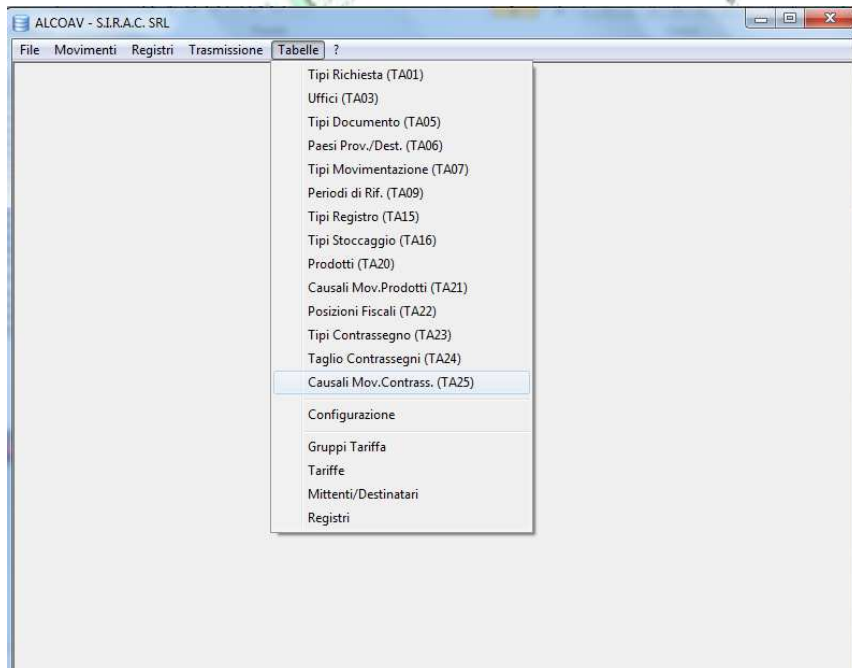 ALCOAV - S.I.R.A.C. SRL
File Movimenti Registri Trasmissione Tabelle ?
Tipi Richiesta (TA01)
Uffici (TA03)
Tipi Documento (TA05)
Paesi Prov./Dest. (TA06)
Tipi Movimentazione (TA07)
Periodi di Rif. (TA09)
Tipi Registro (TA15)
Tipi Stoccaggio (TA16)
Prodotti (TA20)
Causali Mov.Prodotti (TA21)
Posizioni Fiscali (TA22)
Tipi Contrassegno (TA23)
Taglio Contrassegni (TA24)
Causali Mov.Contrass. (TA25)
Configurazione
Gruppi Tariffa
Tariffe
Mittenti/Destinatari
Registri